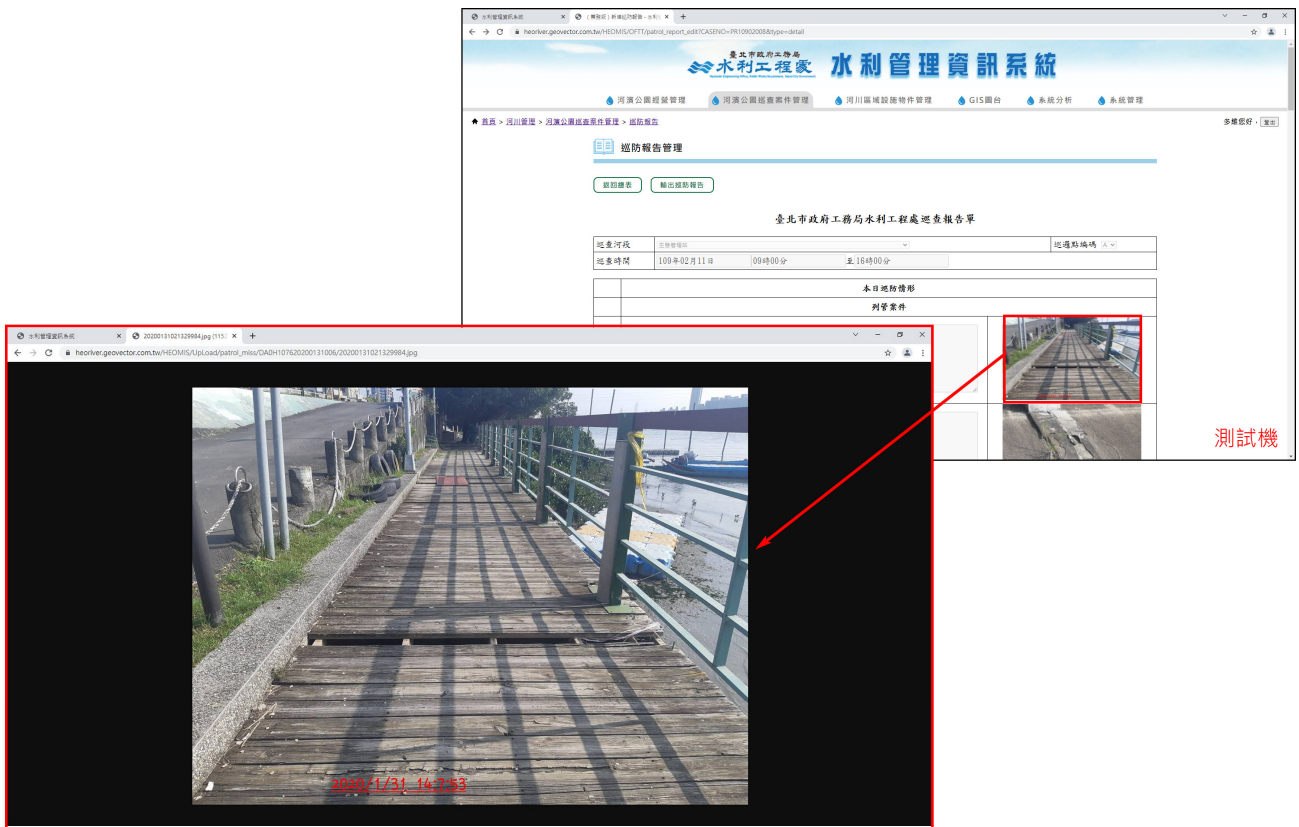 水利管理資訊系統
(業務班) 新增巡防報告 - 水利
heoriver.geovector.com.tw/HEOMIS/OFTT/patrol_report_edit?CASENO=PR10902008&type=detail
臺北市政府工務局
水利工程處 水利管理資訊系統
河濱公園經營管理 河濱公園巡查案件管理 河川區域設施物件管理 GIS圖台 系統分析 系統管理
首頁 > 河川管理 > 河濱公園巡查案件管理 > 巡防報告
多維您好， 登出
巡防報告管理
返回總表 輸出巡防報告
臺北市政府工務局水利工程處巡查報告單
巡查河段 巡邏點編碼 A
巡查時間 109年02月11日 09時00分 至 16時00分
本日巡防情形
列管案件
測試機
水利管理資訊系統
20200131021329984.jpg (115
heoriver.geovector.com.tw/HEOMIS/UpLoad/patrol_miss/DA0H107620200131006/20200131021329984.jpg
2020/1/31 14:7:53